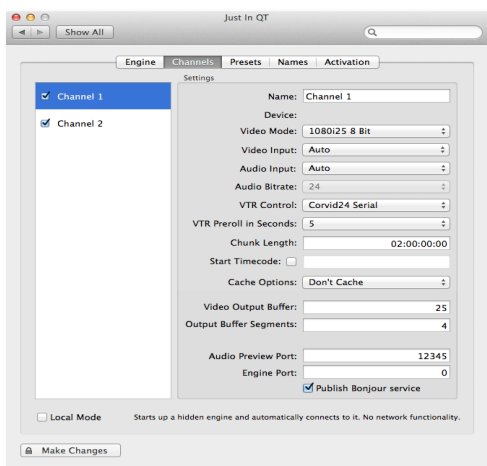 Just In QT
Show All
Engine Channels Presets Names Activation
Settings
Channel 1
Channel 2
Name: Channel 1
Device:
Video Mode: 1080i25 8 Bit
Video Input: Auto
Audio Input: Auto
Audio Bitrate: 24
VTR Control: Corvid24 Serial
VTR Preroll in Seconds: 5
Chunk Length: 02:00:00:00
Start Timecode:
Cache Options: Don't Cache
Video Output Buffer: 25
Output Buffer Segments: 4
Audio Preview Port: 12345
Engine Port: 0
Publish Bonjour service
Local Mode Starts up a hidden engine and automatically connects to it. No network functionality.
Make Changes